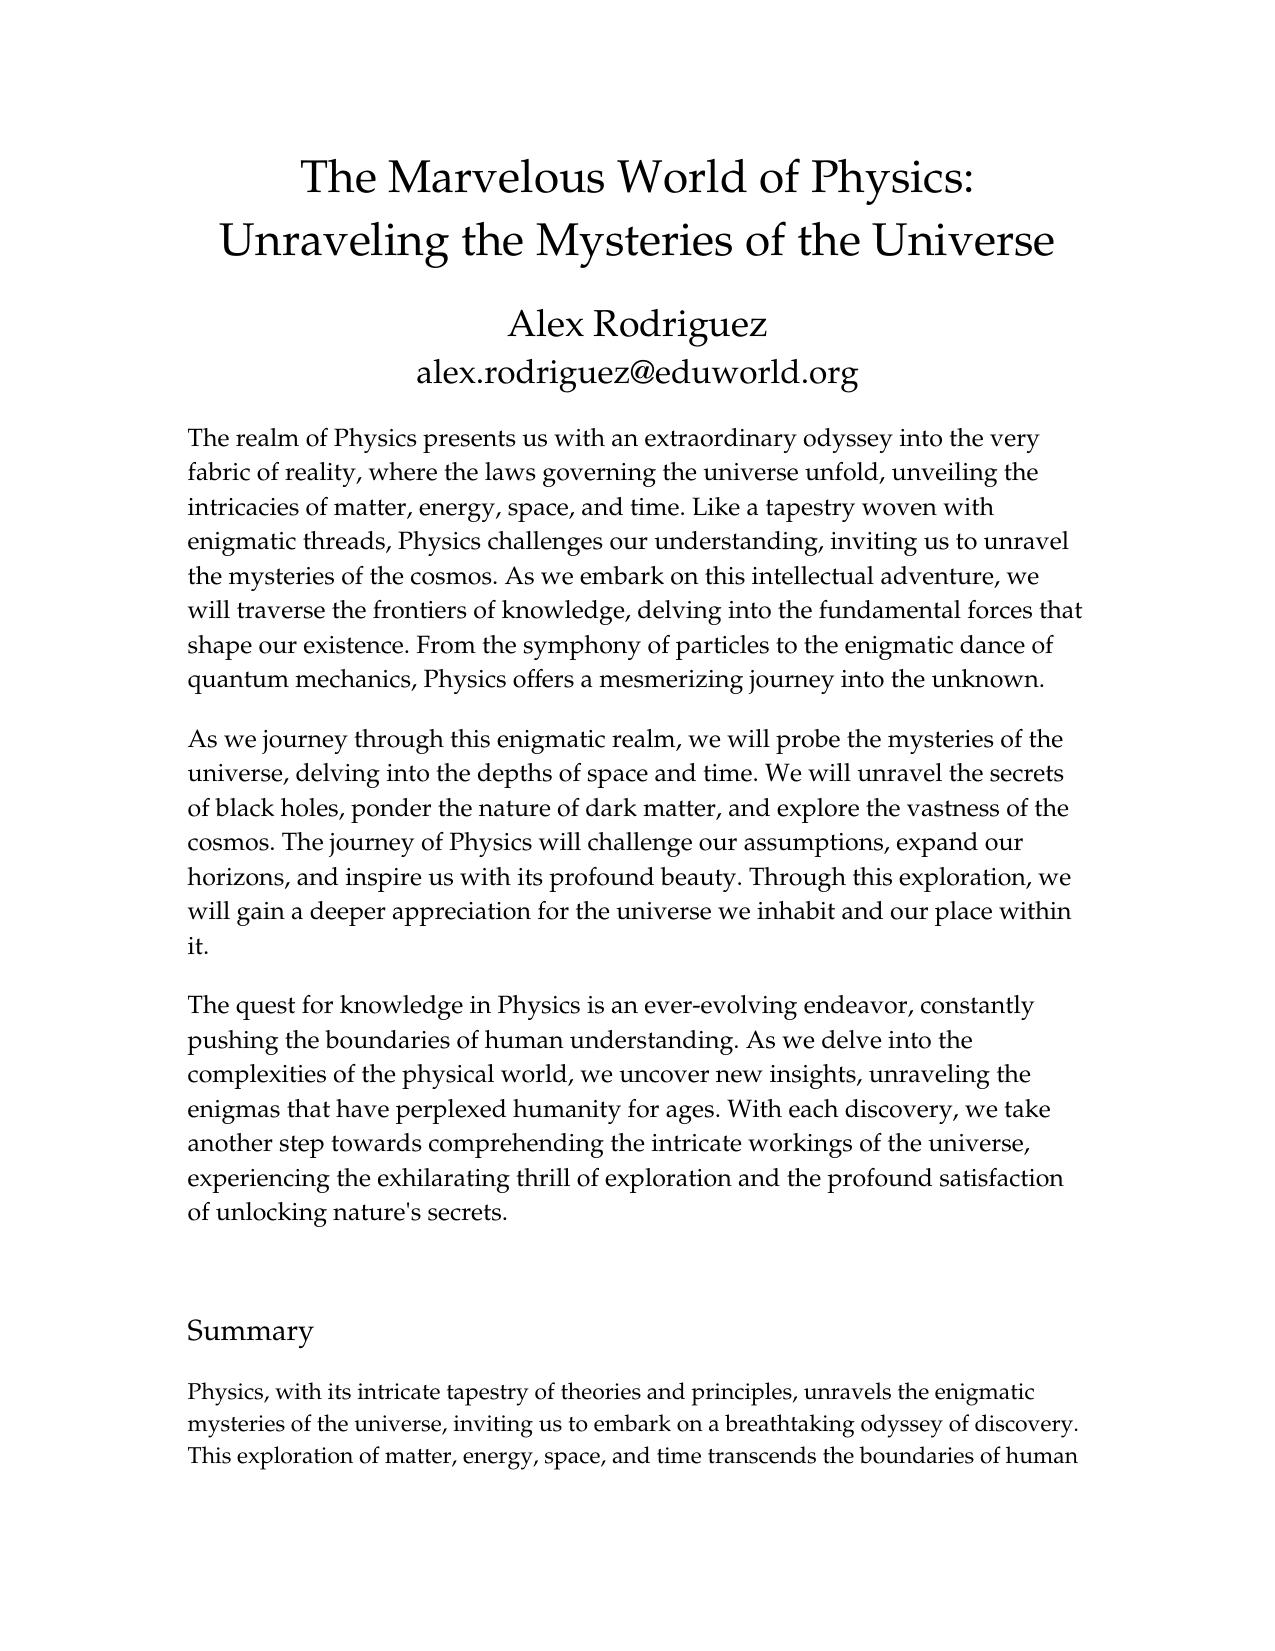 The Marvelous World of Physics:
Unraveling the Mysteries of the Universe
Alex Rodriguez
alex.rodriguez@eduworld.org
The realm of Physics presents us with an extraordinary odyssey into the very
fabric of reality, where the laws governing the universe unfold, unveiling the
intricacies of matter, energy, space, and time. Like a tapestry woven with
enigmatic threads, Physics challenges our understanding, inviting us to unravel
the mysteries of the cosmos. As we embark on this intellectual adventure, we
will traverse the frontiers of knowledge, delving into the fundamental forces that
shape our existence. From the symphony of particles to the enigmatic dance of
quantum mechanics, Physics offers a mesmerizing journey into the unknown.
As we journey through this enigmatic realm, we will probe the mysteries of the
universe, delving into the depths of space and time. We will unravel the secrets
of black holes, ponder the nature of dark matter, and explore the vastness of the
cosmos. The journey of Physics will challenge our assumptions, expand our
horizons, and inspire us with its profound beauty. Through this exploration, we
will gain a deeper appreciation for the universe we inhabit and our place within
it.
The quest for knowledge in Physics is an ever-evolving endeavor, constantly
pushing the boundaries of human understanding. As we delve into the
complexities of the physical world, we uncover new insights, unraveling the
enigmas that have perplexed humanity for ages. With each discovery, we take
another step towards comprehending the intricate workings of the universe,
experiencing the exhilarating thrill of exploration and the profound satisfaction
of unlocking nature's secrets.
Summary
Physics, with its intricate tapestry of theories and principles, unravels the enigmatic
mysteries of the universe, inviting us to embark on a breathtaking odyssey of discovery.
This exploration of matter, energy, space, and time transcends the boundaries of human